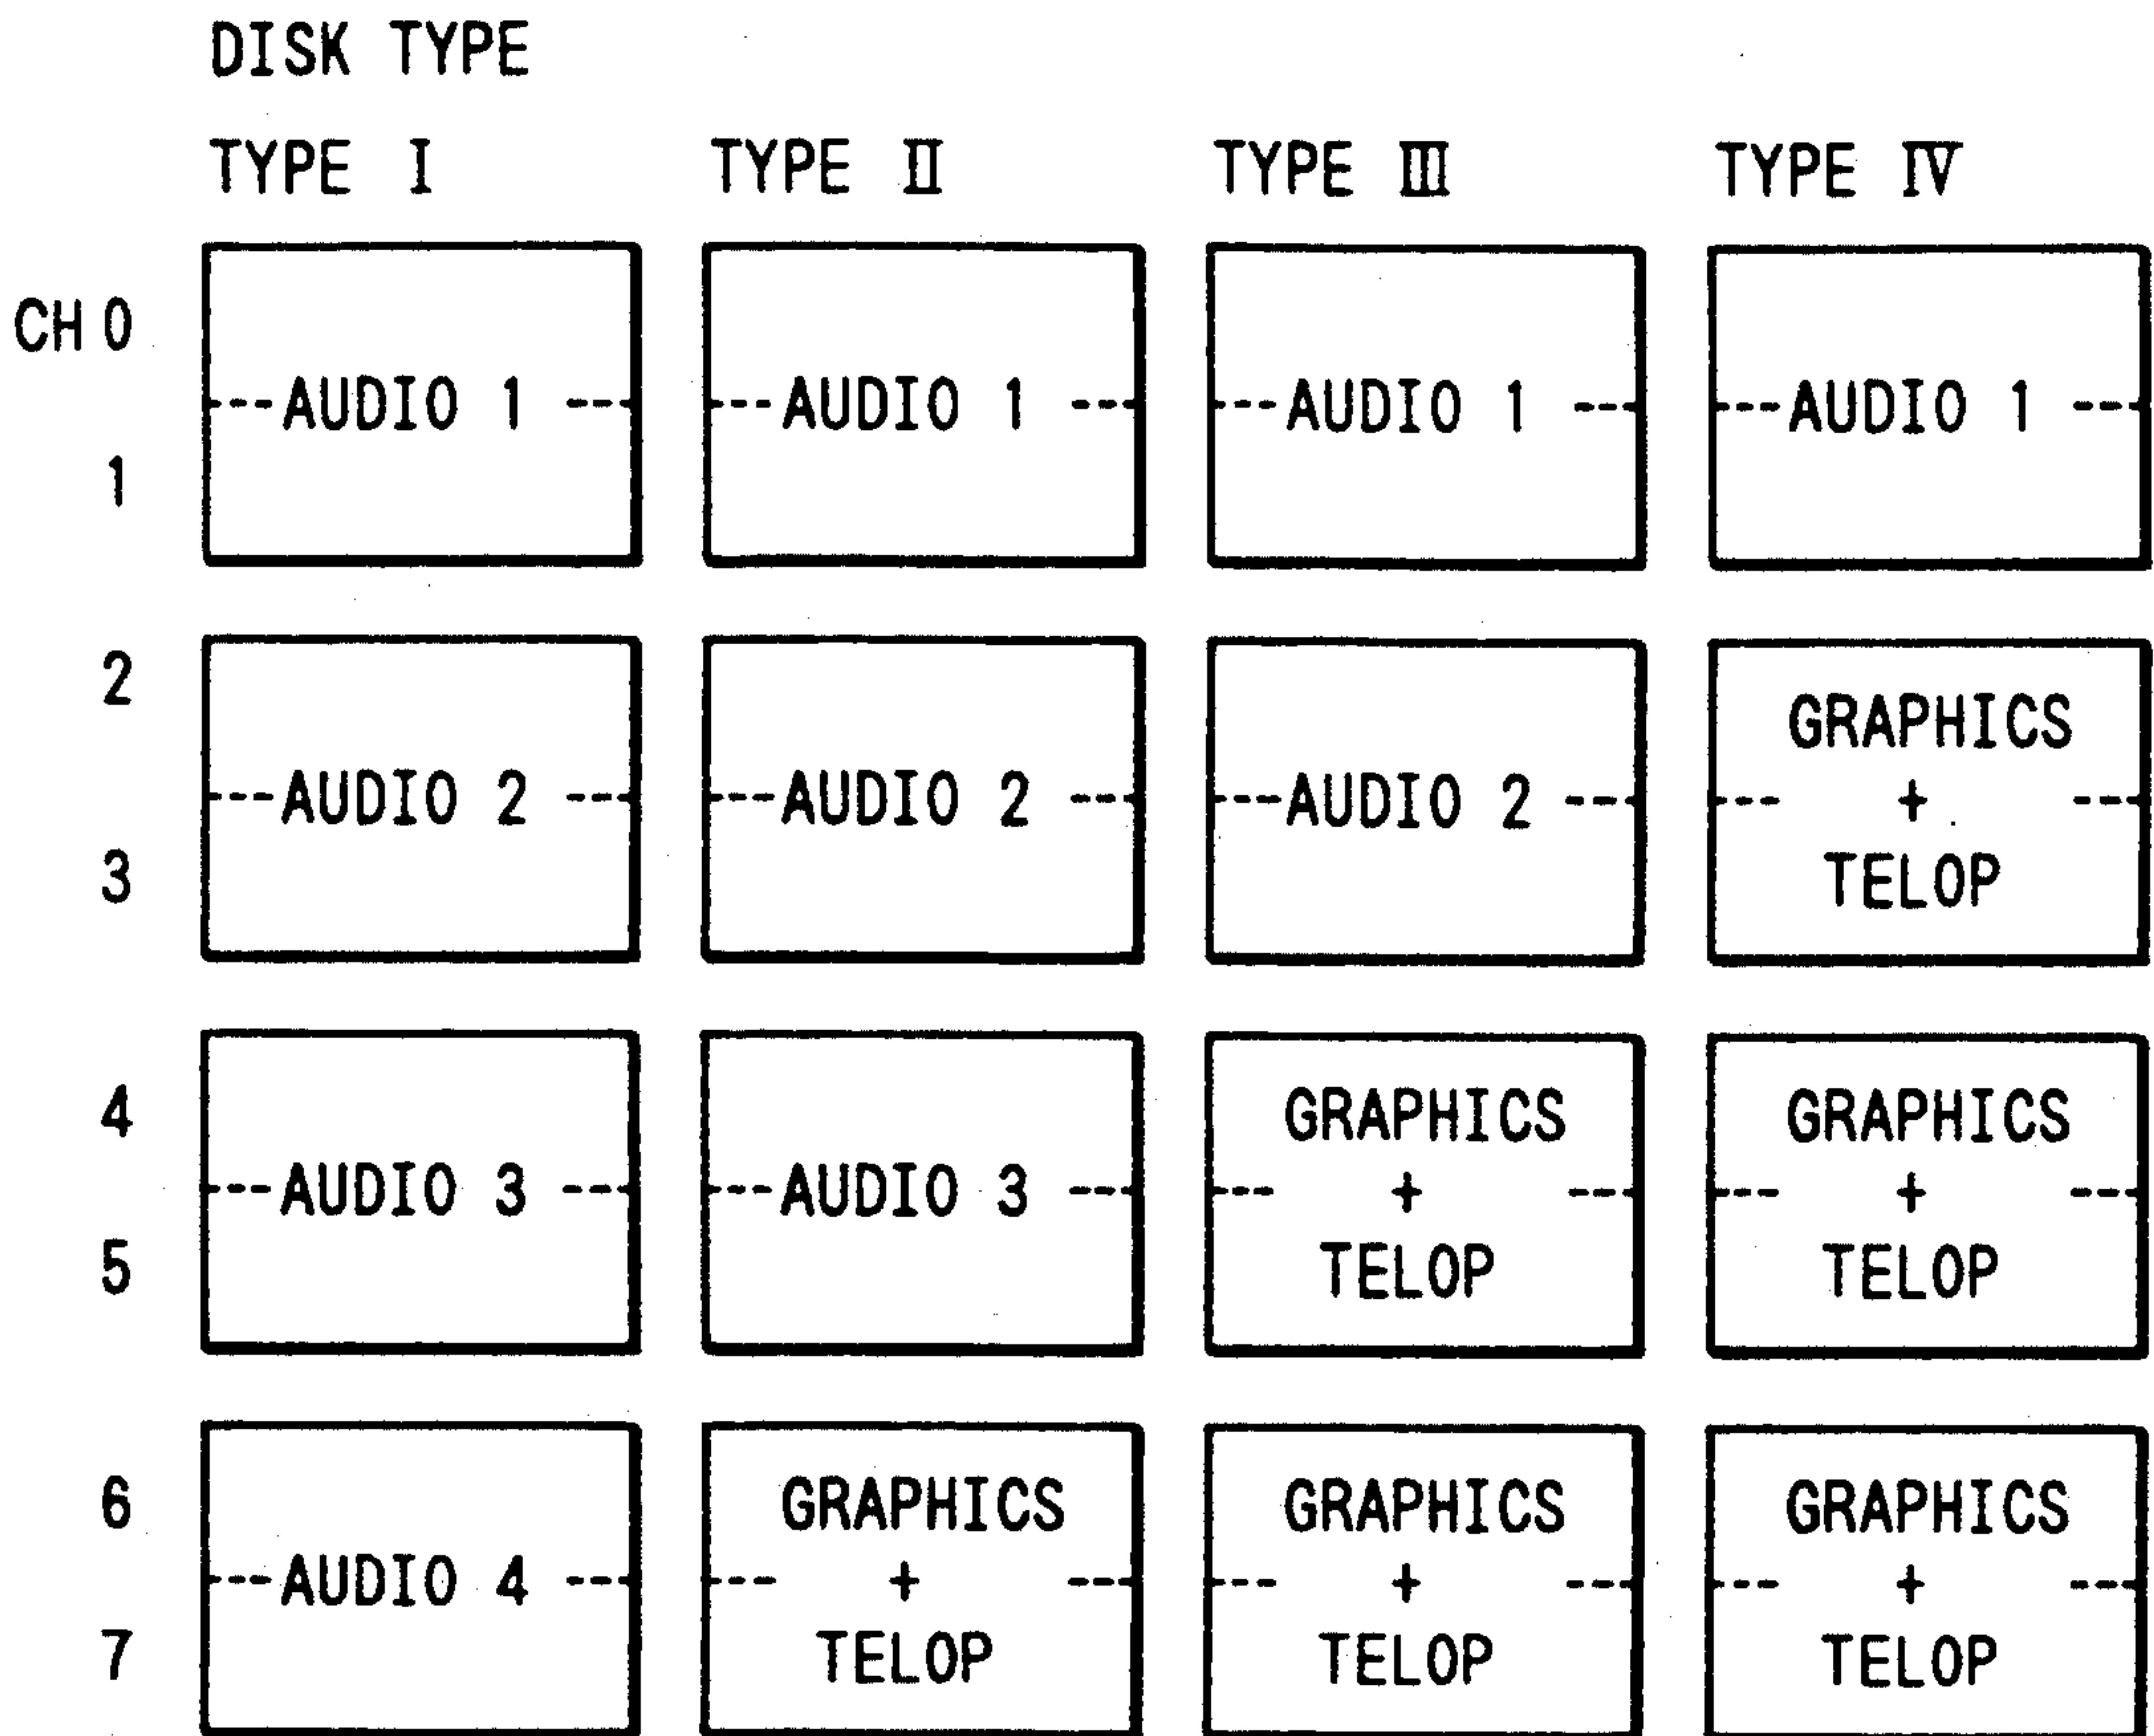 DISK TYPE
TYPE I TYPE II TYPE III TYPE IV
CH 0
AUDIO 1 AUDIO 1 AUDIO 1 AUDIO 1
1
2
GRAPHICS
AUDIO 2 AUDIO 2 AUDIO 2 +
3
TELOP
4
GRAPHICS GRAPHICS
AUDIO 3 AUDIO 3 + +
5
TELOP TELOP
6
GRAPHICS GRAPHICS GRAPHICS
AUDIO 4 + + +
7
TELOP TELOP TELOP